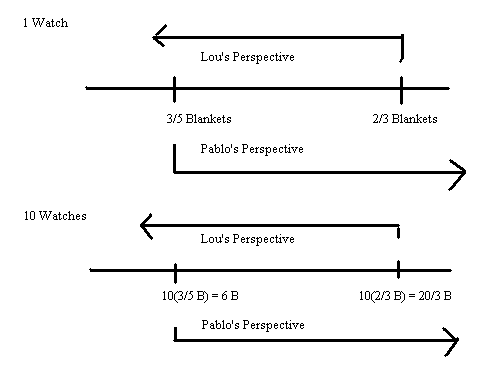 1 Watch
Lou's Perspective
3/5 Blankets 2/3 Blankets
Pablo's Perspective
10 Watches
Lou's Perspective
10(3/5 B) = 6 B 10(2/3 B) = 20/3 B
Pablo's Perspective